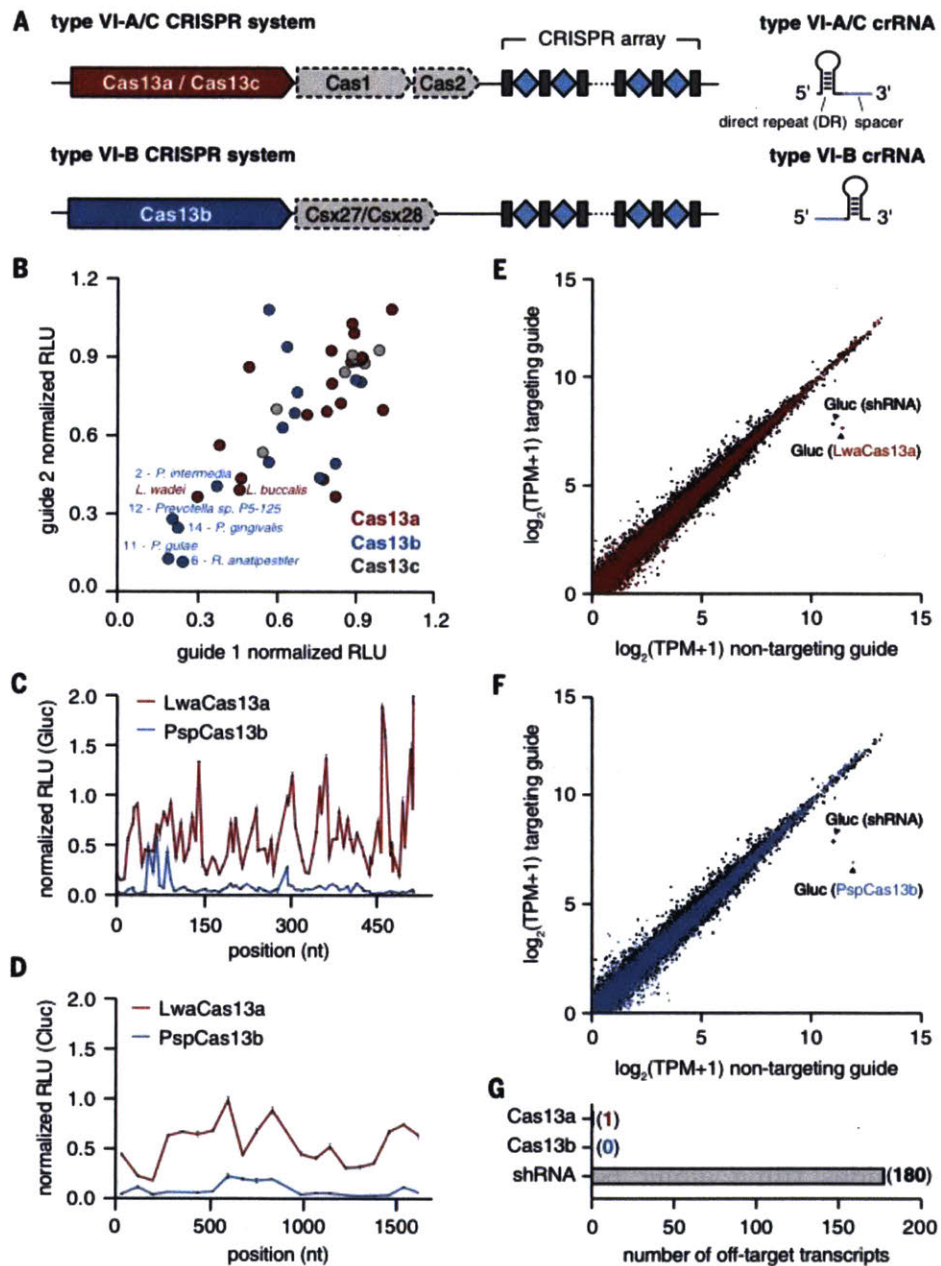 A type VI-A/C CRISPR system
Cas13a / Cas13c
Cas1
Cas2
CRISPR array
type VI-A/C crRNA
5' 3'
direct repeat (DR) spacer
type VI-B CRISPR system
Cas13b
Csx27/Csx28
type VI-B crRNA
5' 3'
B
1.2
0.9
0.6
0.3
0.0
guide 2 normalized RLU
2 - P. intermedia
L. wadei
L. buccalis
12 - Prevotella sp. P5-125
14 - P. gingivalis
11 - P. gulae
6 - R. anatipestifer
Cas13a
Cas13b
Cas13c
0.0 0.3 0.6 0.9 1.2
guide 1 normalized RLU
C
2.0
1.5
1.0
0.5
0.0
normalized RLU (Gluc)
LwaCas13a
PspCas13b
0 150 300 450
position (nt)
D
2.0
1.5
1.0
0.5
0.0
normalized RLU (Cluc)
LwaCas13a
PspCas13b
0 500 1000 1500
position (nt)
E
15
10
5
0
log2(TPM+1) targeting guide
Gluc (shRNA)
Gluc (LwaCas13a)
0 5 10 15
log2(TPM+1) non-targeting guide
F
15
10
5
0
log2(TPM+1) targeting guide
Gluc (shRNA)
Gluc (PspCas13b)
0 5 10 15
log2(TPM+1) non-targeting guide
G
Cas13a (1)
Cas13b (0)
shRNA (180)
0 50 100 150 200
number of off-target transcripts